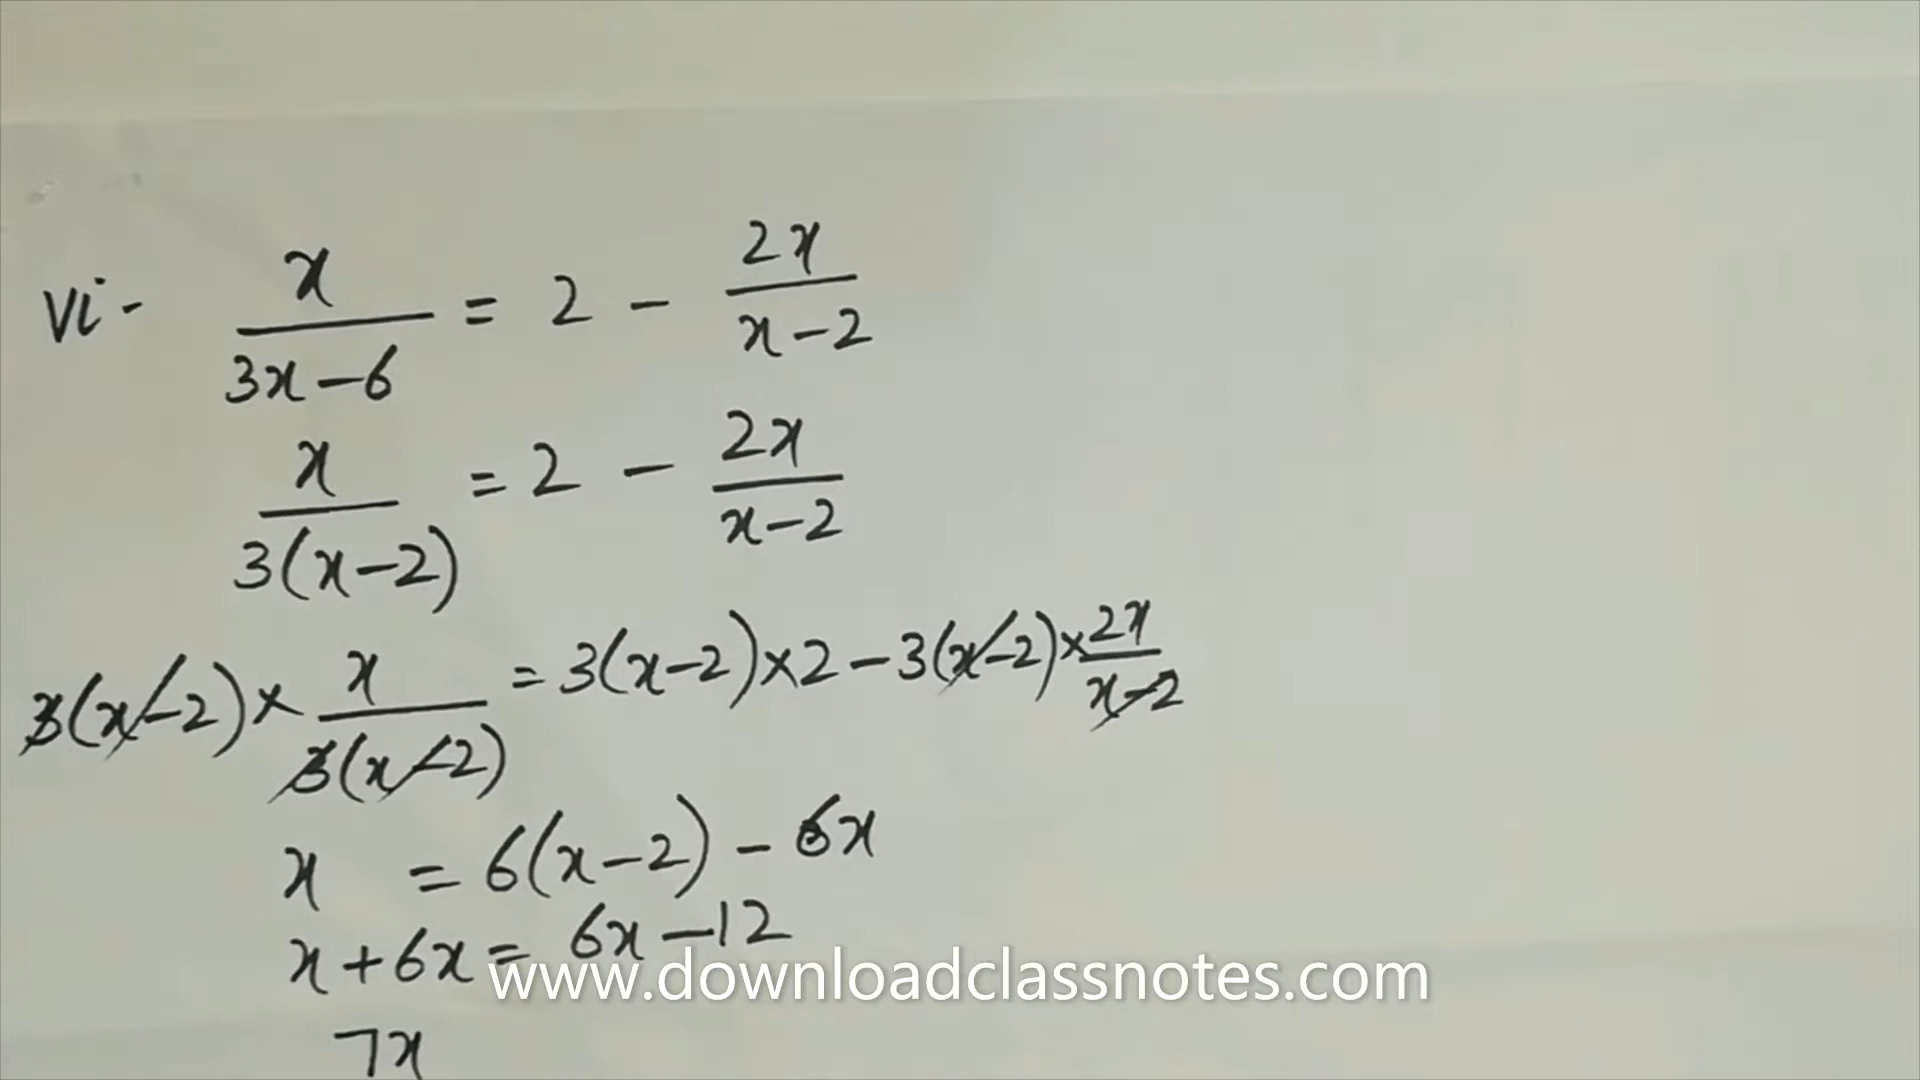 vi- x/(3x-6) = 2 - 2x/(x-2)
x/(3(x-2)) = 2 - 2x/(x-2)
3(x-2) × x/(3(x-2)) = 3(x-2)×2 - 3(x-2)×2x/(x-2)
x = 6(x-2) - 6x
x+6x = 6x-12
www.downloadclassnotes.com
7x